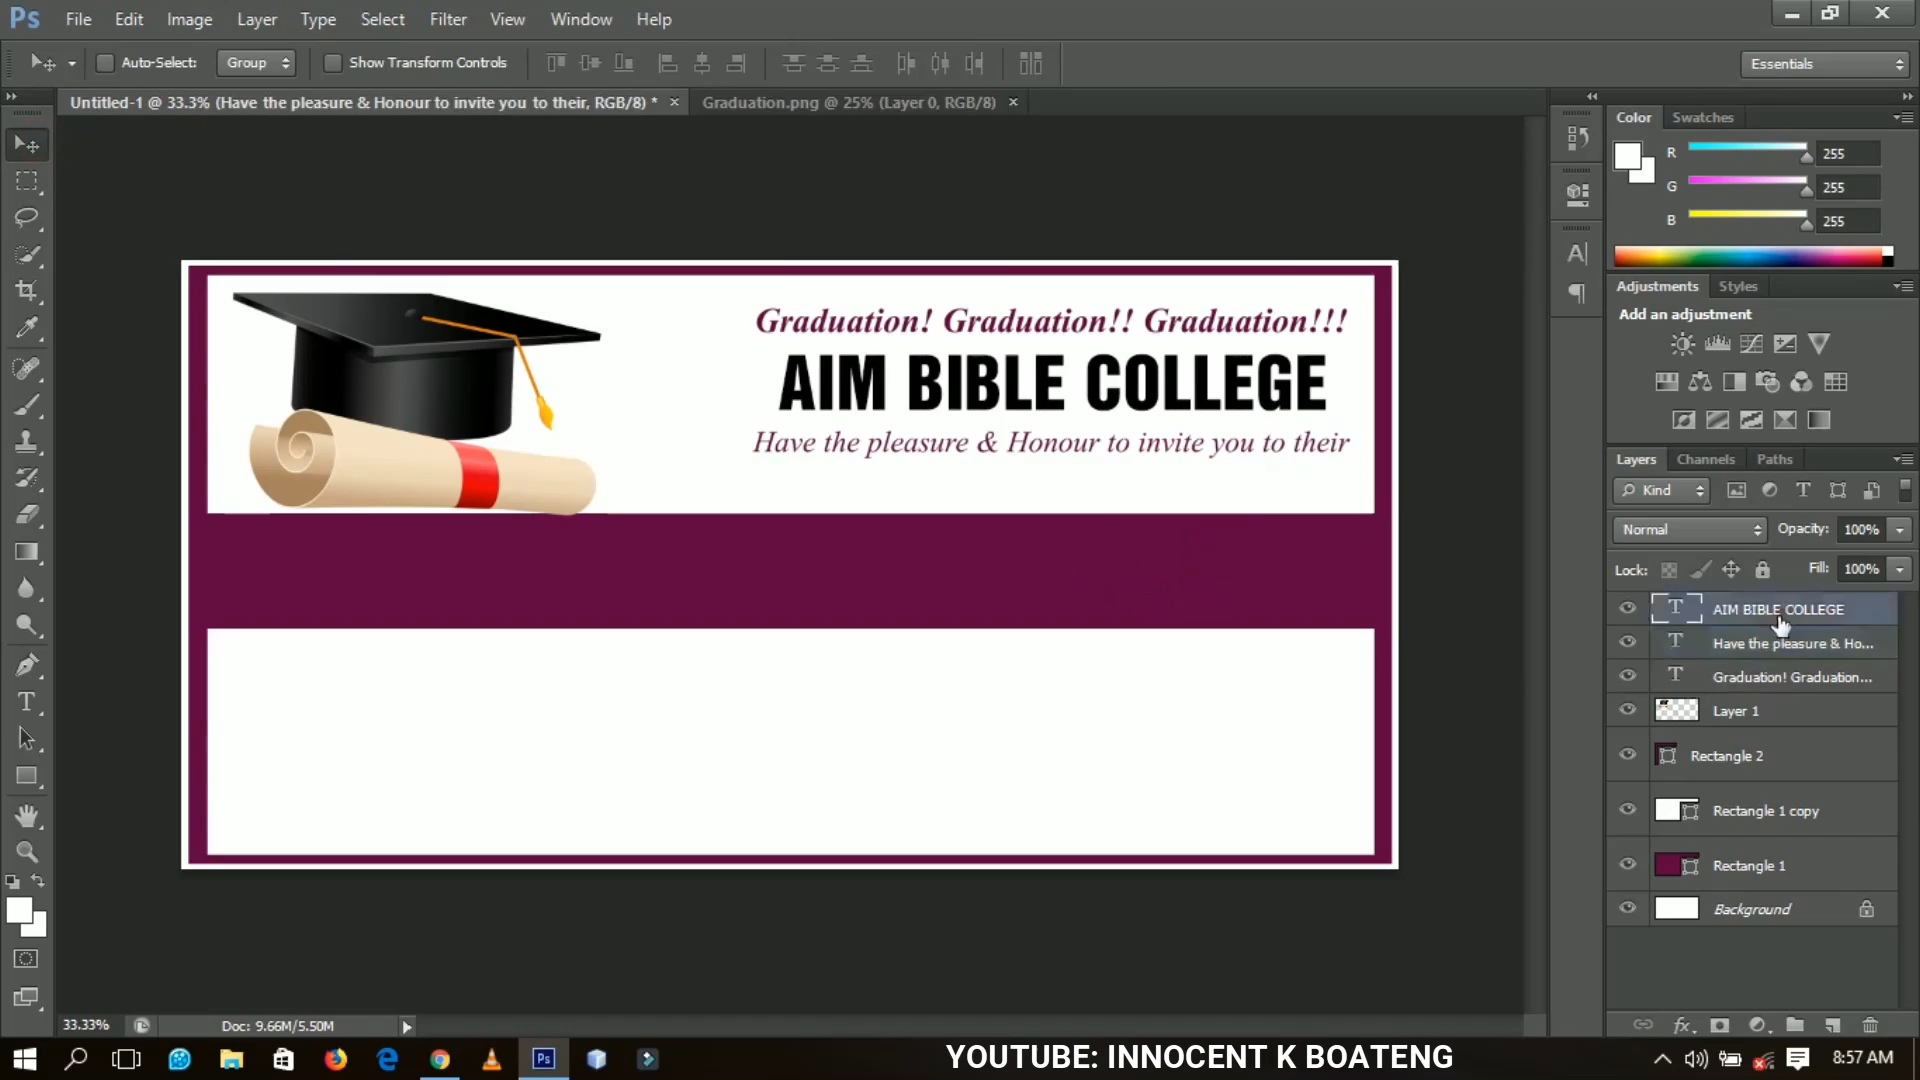 Ps File Edit Image Layer Type Select Filter View Window Help
Auto-Select: Group Show Transform Controls Essentials
Untitled-1 @ 33.3% (Have the pleasure & Honour to invite you to their, RGB/8) * × Graduation.png @ 25% (Layer 0, RGB/8) ×
Color Swatches
R 255
G 255
B 255
Adjustments Styles
Add an adjustment
Graduation! Graduation!! Graduation!!!
AIM BIBLE COLLEGE
Have the pleasure & Honour to invite you to their
Layers Channels Paths
Kind
Normal Opacity: 100%
Lock: Fill: 100%
AIM BIBLE COLLEGE
Have the pleasure & Ho...
Graduation! Graduation...
Layer 1
Rectangle 2
Rectangle 1 copy
Rectangle 1
Background
33.33% Doc: 9.66M/5.50M
YOUTUBE: INNOCENT K BOATENG
8:57 AM